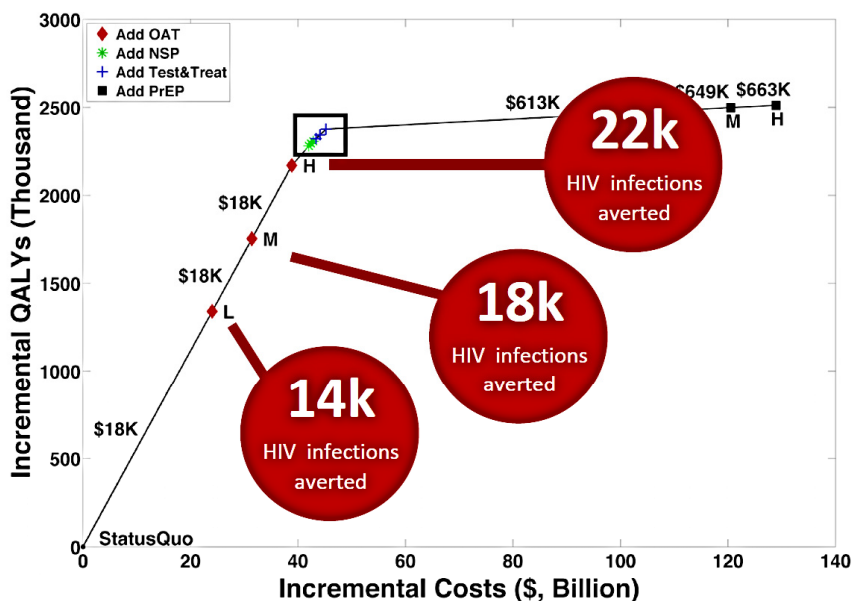 3000
Add OAT
Add NSP
Add Test&Treat
Add PrEP
2500
2000
1500
1000
500
0
Incremental QALYs (Thousand)
$613K
$649K
$663K
M
H
H
$18K
M
$18K
L
$18K
StatusQuo
22k
HIV infections
averted
18k
HIV infections
averted
14k
HIV infections
averted
0 20 40 60 80 100 120 140
Incremental Costs ($, Billion)